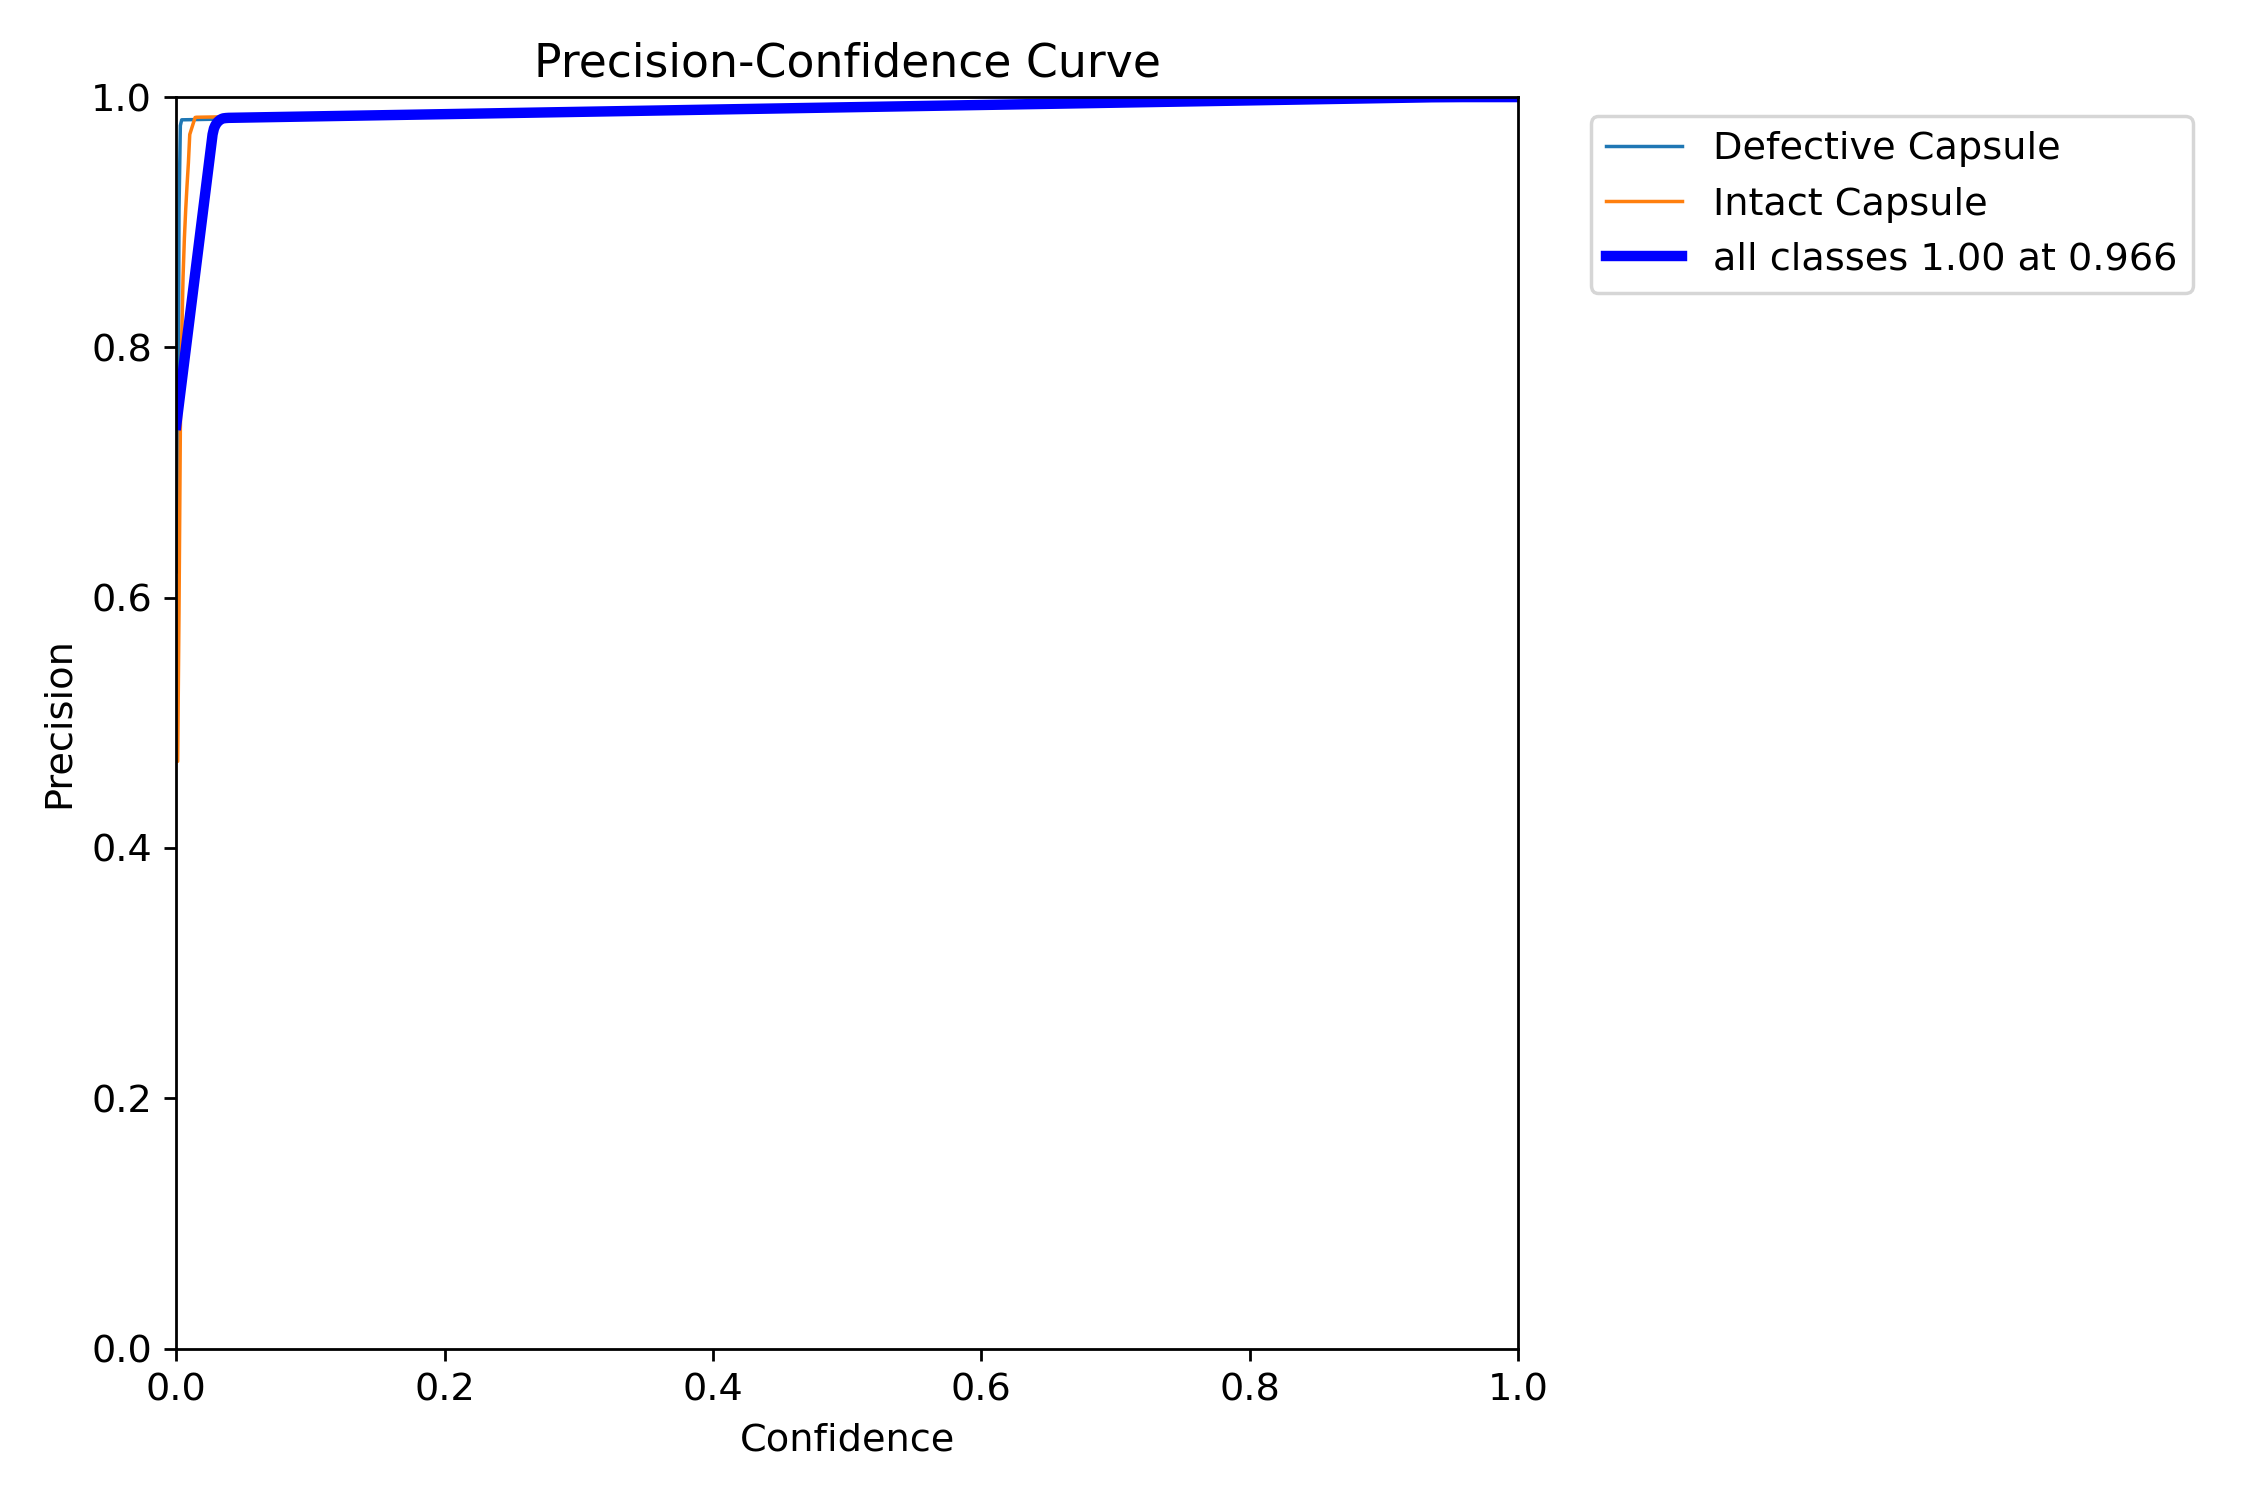 Precision-Confidence Curve
1.0
0.8
0.6
0.4
0.2
0.0
Precision
0.0 0.2 0.4 0.6 0.8 1.0
Confidence
Defective Capsule
Intact Capsule
all classes 1.00 at 0.966